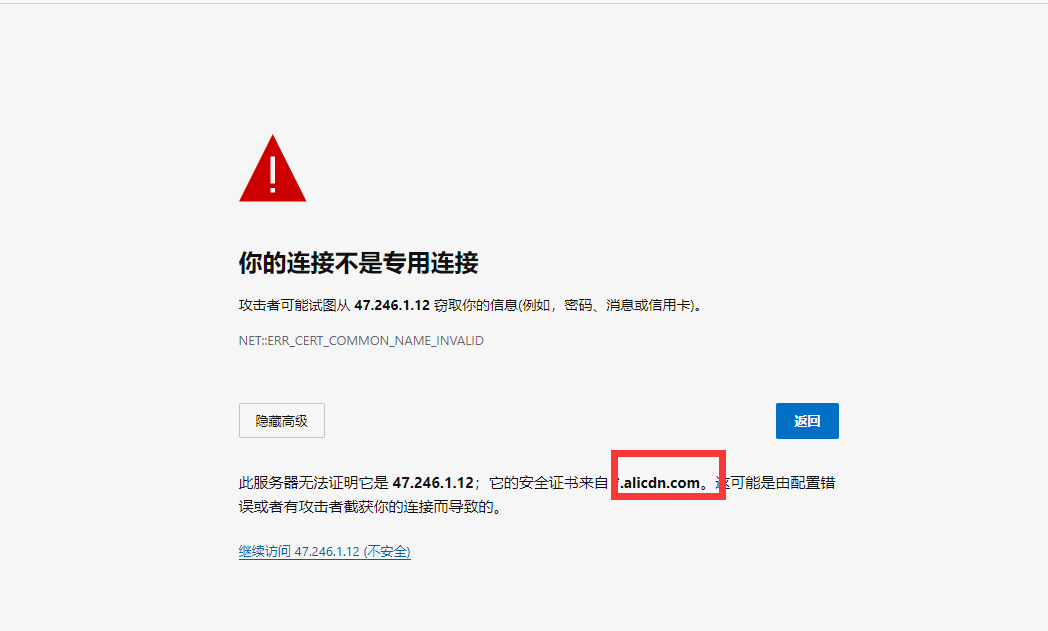 你的连接不是专用连接
攻击者可能试图从 47.246.1.12 窃取你的信息(例如，密码、消息或信用卡)。
NET::ERR_CERT_COMMON_NAME_INVALID
隐藏高级
返回
此服务器无法证明它是 47.246.1.12；它的安全证书来自 *.alicdn.com。这可能是由配置错
误或者有攻击者截获你的连接而导致的。
继续访问 47.246.1.12 (不安全)